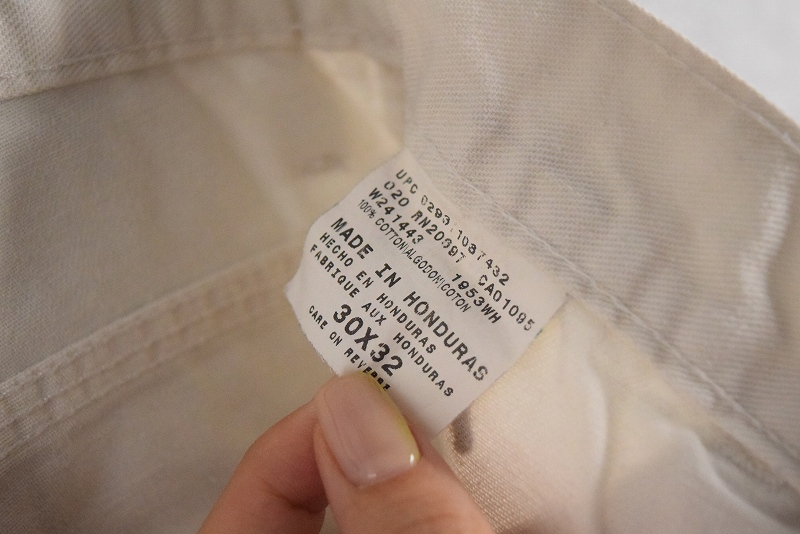 UPC 0293 1087432
020 RN20697 CA01095
W241443 1953WH
100% COTTON\ALGODON\COTON
MADE IN HONDURAS
HECHO EN HONDURAS
FABRIQUE AUX HONDURAS
30X32
CARE ON REVERSE